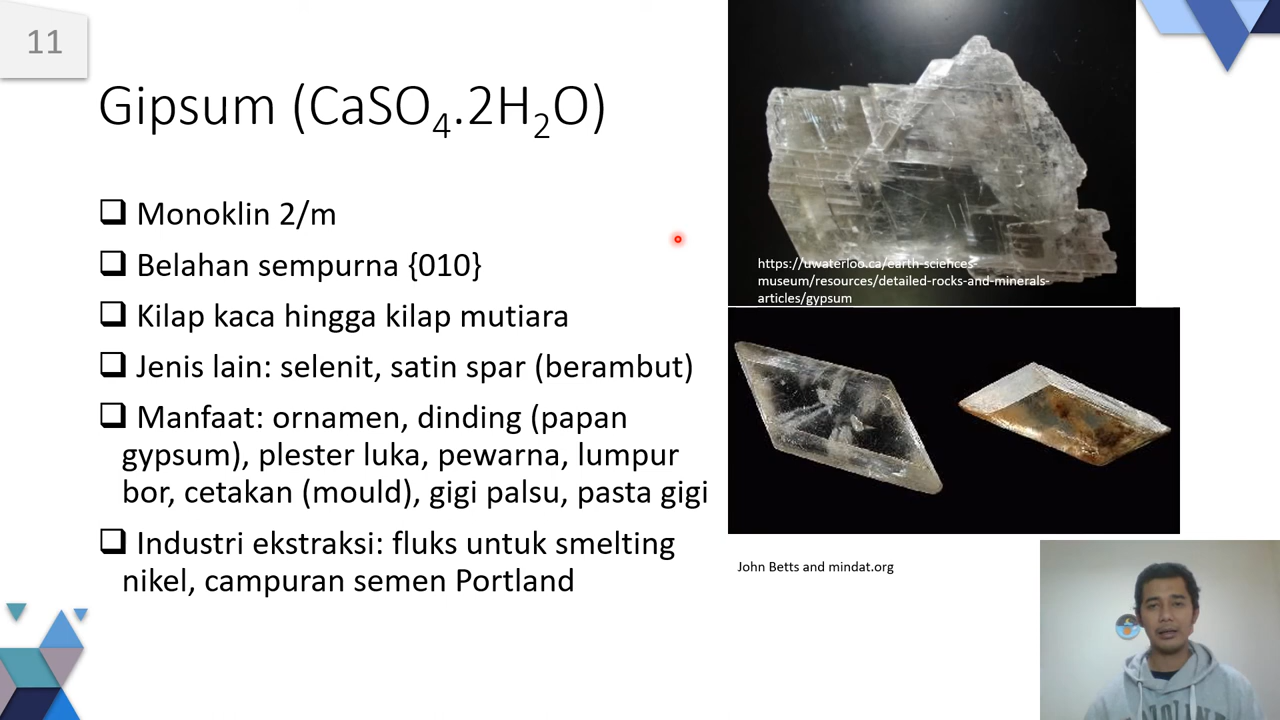 11
Gipsum (CaSO₄.2H₂O)
❑ Monoklin 2/m
❑ Belahan sempurna {010}
❑ Kilap kaca hingga kilap mutiara
❑ Jenis lain: selenit, satin spar (berambut)
❑ Manfaat: ornamen, dinding (papan
gypsum), plester luka, pewarna, lumpur
bor, cetakan (mould), gigi palsu, pasta gigi
❑ Industri ekstraksi: fluks untuk smelting
nikel, campuran semen Portland
https://uwaterloo.ca/earth-sciences-
museum/resources/detailed-rocks-and-minerals-
articles/gypsum
John Betts and mindat.org